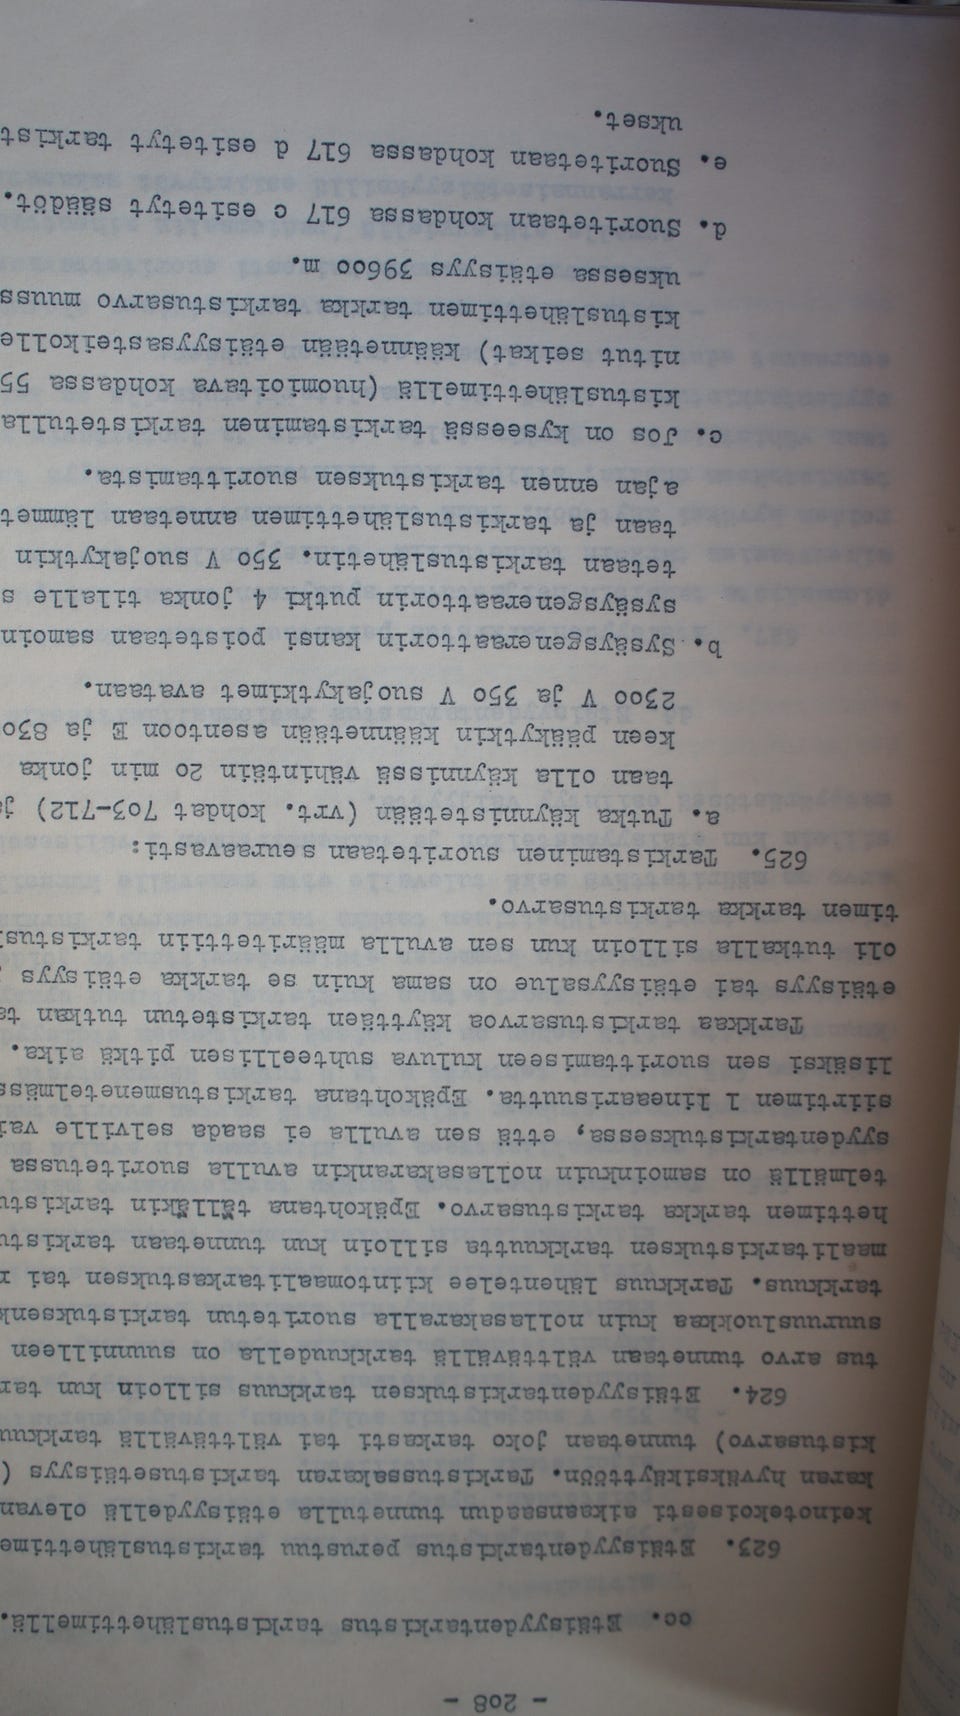 - 208 -
cc. Etäisyydentarkistus tarkistuslähettimellä.
623. Etäisyydentarkistus perustuu tarkistuslähettime
keinotekoisesti aikaansadun tunnetulla etäisyydellä olevan
karan hyväksikäyttöön. Tarkistussakaran tarkistusetäisyys (
kistusarvo) tunnetaan joko tarkasti tai välttävällä tarkkuu
624. Etäisyydentarkistuksen tarkkuus silloin kun tar
tus arvo tunnetaan välttävällä tarkkuudella on suunnilleen
suuruusluokkaa kuin nollasakaralla suoritetun tarkistuksenk
tarkkuus. Tarkkuus lähentelee kiintomaalitarkastuksen tai
maalitarkistuksen tarkkuutta silloin kun tunnetaan tarkistu
hettimen tarkka tarkistusarvo. Epäkohtana tälläkin tarkistu
telmällä on samoinkuin nollasakarankin avulla suoritetussa
syydentarkistuksessa, että sen avulla ei saada selville vai
siirtimen l lineaarisuutta. Epäkohtana tarkistusmenetelmäss
lisäksi sen suorittamiseen kuluva suhteellisen pitkä aika.
Tarkkaa tarkistusarvoa käyttäen tarkistetun tutkan ta
etäisyys tai etäisyysalue on sama kuin se tarkka etäisyys
oli tutkalla silloin kun sen avulla määritettiin tarkistus
timen tarkka tarkistusarvo.
625. Tarkistaminen suoritetaan seuraavasti:
a. Tutka käynnistetään (vrt. kohdat 703-712) j
taan olla käynnissä vähintäin 20 min jonka
keen pääkytkin käännetään asentoon E ja 830
2300 V ja 350 V suojakytkimet avataan.
b. Sysäysgeneraattorin kansi poistetaan samoin
sysäysgeneraattorin putki 4 jonka tilalle s
tetaan tarkistuslähetin. 350 V suojakytkin
taan ja tarkistuslähettimen annetaan lämmet
ajan ennen tarkistuksen suorittamista.
c. Jos on kyseessä tarkistaminen tarkistetulla
kistuslähettimellä (huomioitava kohdassa 55
nitut seikat) käännetään etäisyysasteikolle
kistuslähettimen tarkka tarkistusarvo muuss
uksessa etäisyys 39600 m.
d. Suoritetaan kohdassa 617 c esitetyt säädöt.
e. Suoritetaan kohdassa 617 d esitetyt tarkist
ukset.